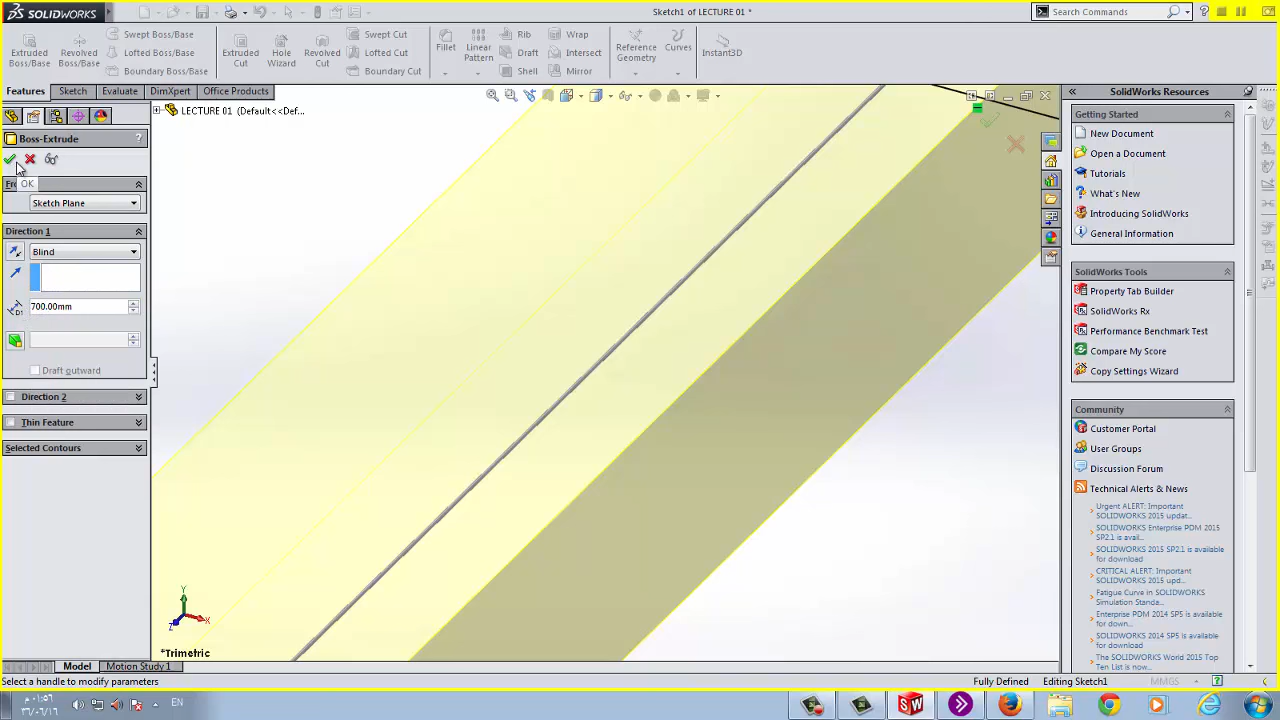 SOLIDWORKS
Sketch1 of LECTURE 01 *
Search Commands
Extruded
Boss/Base
Revolved
Boss/Base
Swept Boss/Base
Lofted Boss/Base
Boundary Boss/Base
Extruded
Cut
Hole
Wizard
Revolved
Cut
Swept Cut
Lofted Cut
Boundary Cut
Fillet
Linear
Pattern
Rib
Draft
Shell
Wrap
Intersect
Mirror
Reference
Geometry
Curves
Instant3D
Features
Sketch
Evaluate
DimXpert
Office Products
LECTURE 01 (Default<<Def...
Boss-Extrude
?
OK
Sketch Plane
Direction 1
Blind
700.00mm
Draft outward
Direction 2
Thin Feature
Selected Contours
Y
X
Z
*Trimetric
SolidWorks Resources
Getting Started
New Document
Open a Document
Tutorials
What's New
Introducing SolidWorks
General Information
SolidWorks Tools
Property Tab Builder
SolidWorks Rx
Performance Benchmark Test
Compare My Score
Copy Settings Wizard
Community
Customer Portal
User Groups
Discussion Forum
Technical Alerts & News
Urgent ALERT: Important
SOLIDWORKS 2015 updat...
SOLIDWORKS Enterprise PDM 2015
SP2.1 is avail...
SOLIDWORKS 2015 SP2.1 is available
for download
CRITICAL ALERT: Important
SOLIDWORKS 2015 upd...
Fatigue Curve in SOLIDWORKS
Simulation Standa...
Enterprise PDM 2014 SP5 is available
for down...
SOLIDWORKS 2014 SP5 is available
for download
The SOLIDWORKS World 2015 Top
Ten List is now...
Model
Motion Study 1
Select a handle to modify parameters
Fully Defined
Editing Sketch1
MMGS
EN